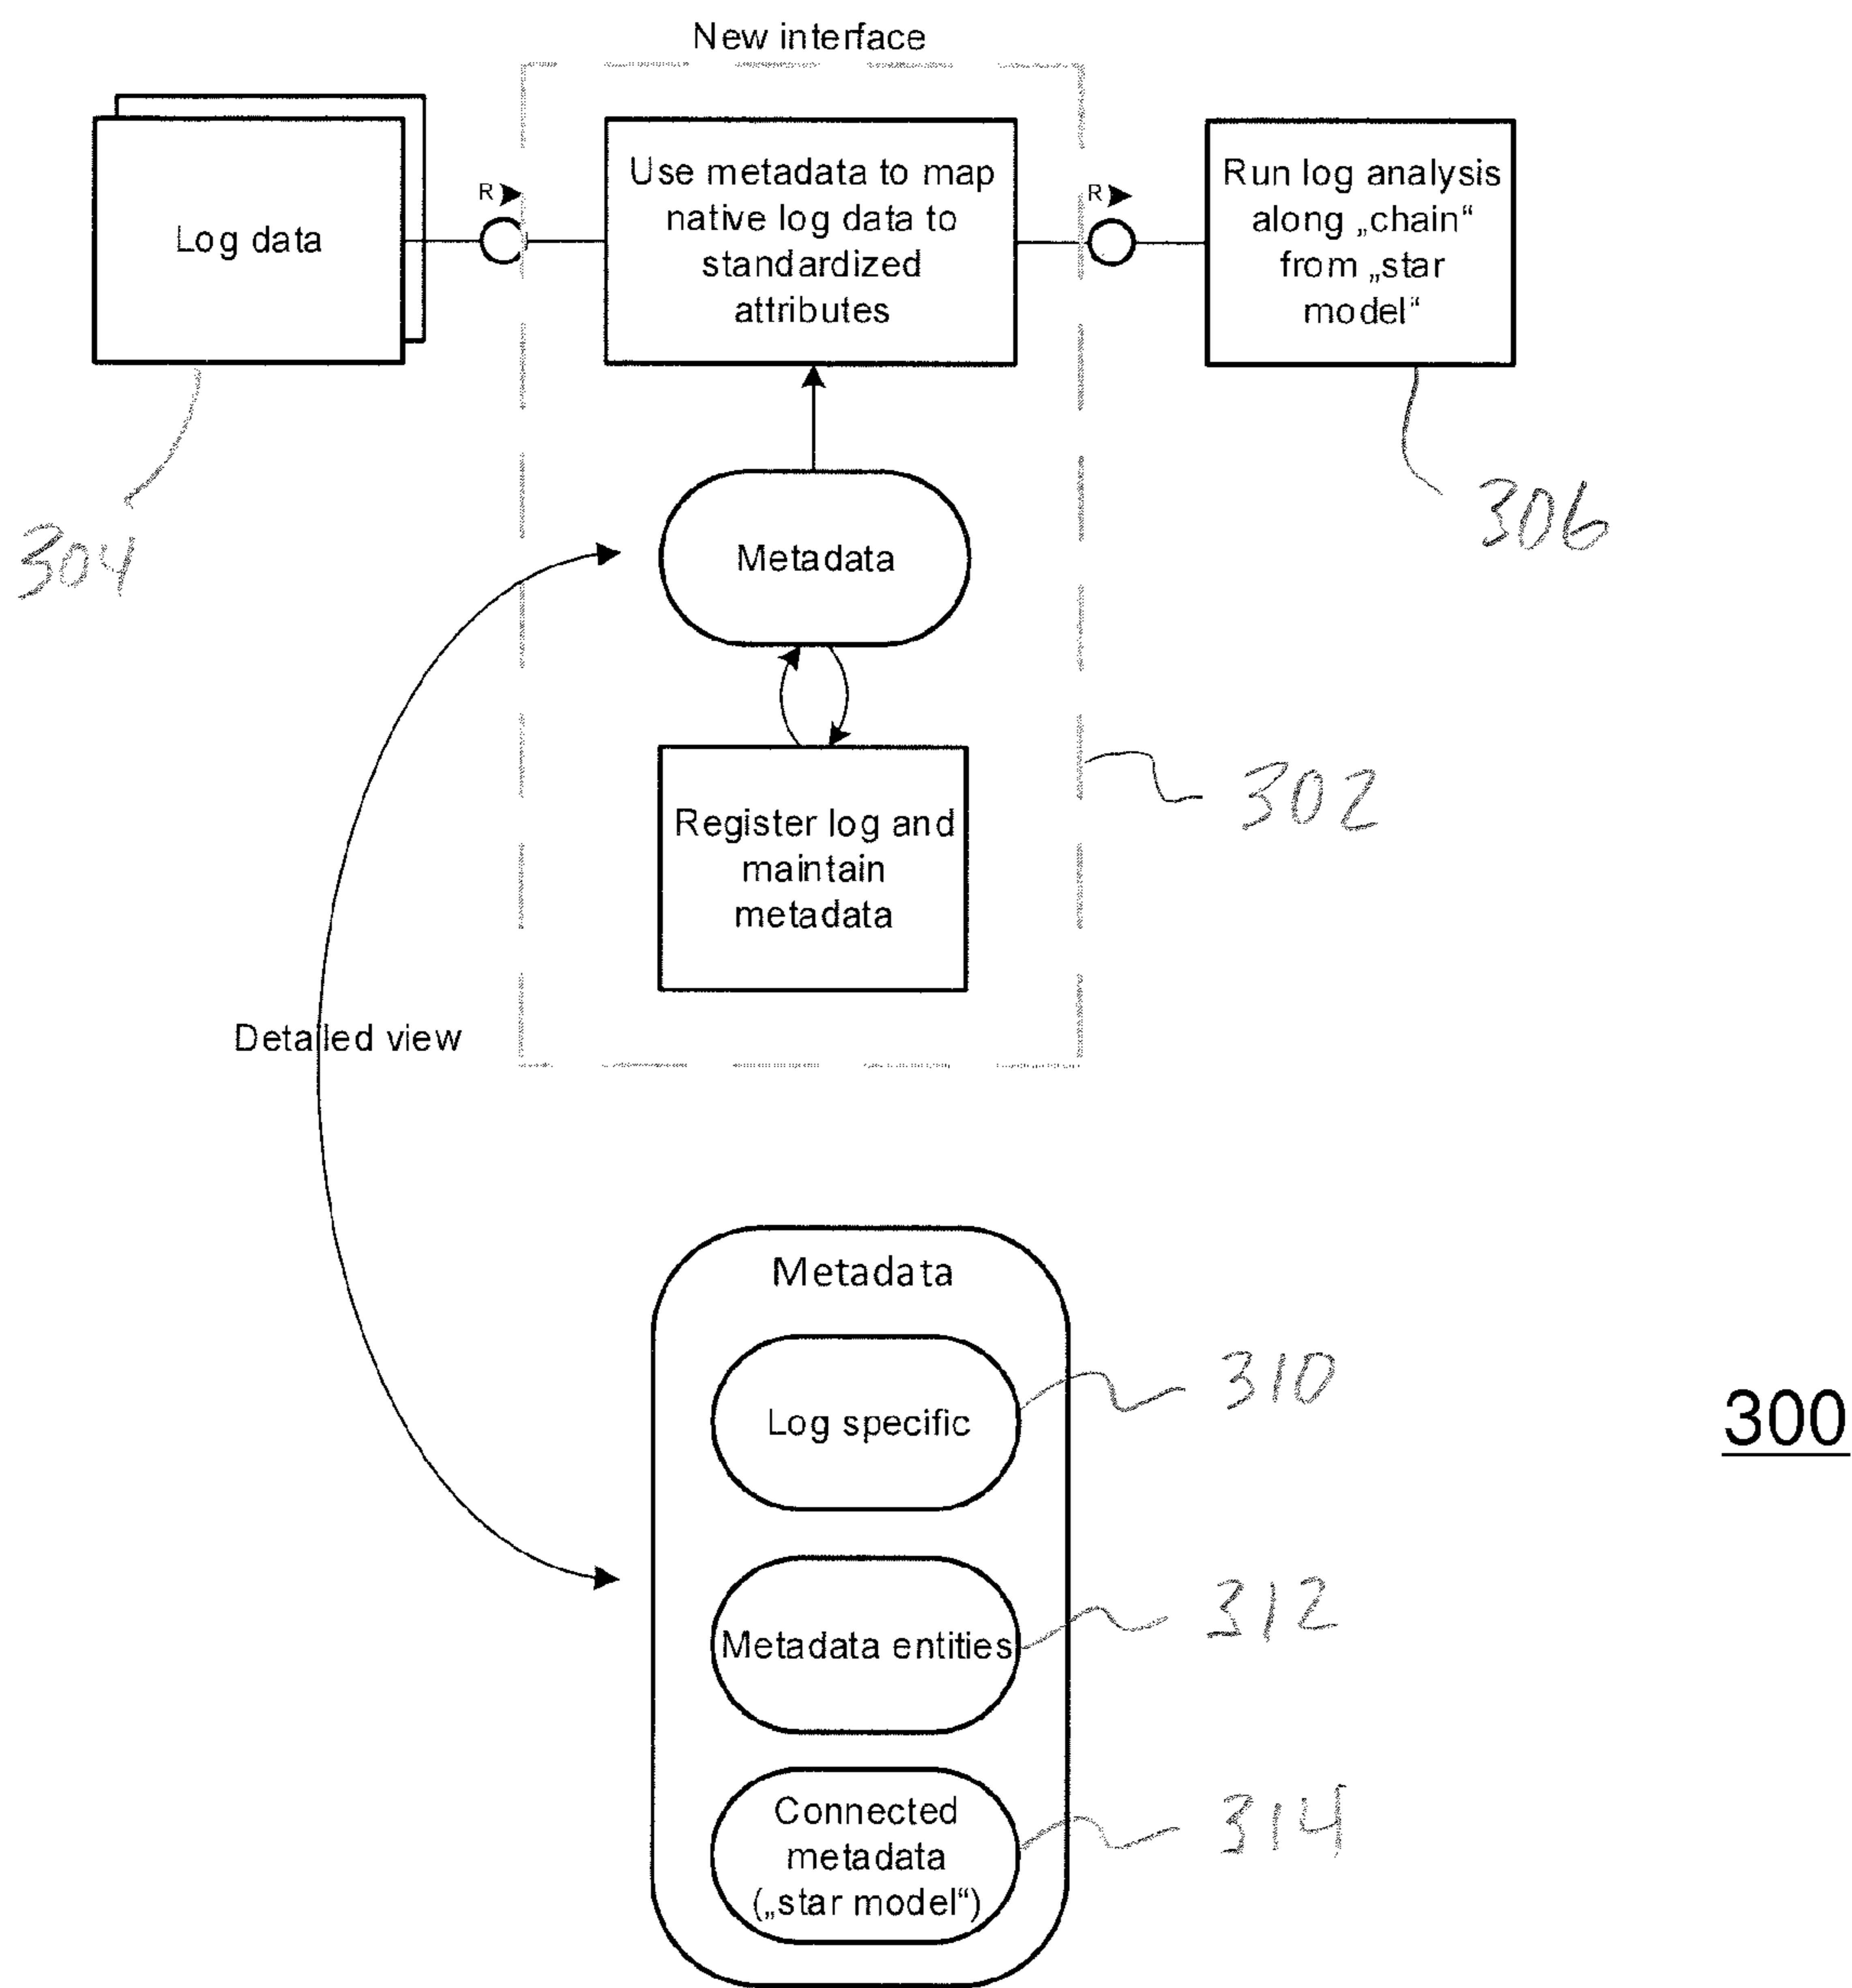 New interface
Log data
R
Use metadata to map
native log data to
standardized
attributes
R
Run log analysis
along „chain“
from „star
model“
304
306
Metadata
302
Register log and
maintain
metadata
Detailed view
Metadata
Log specific
310
300
Metadata entities
312
Connected
metadata
(„star model“)
314